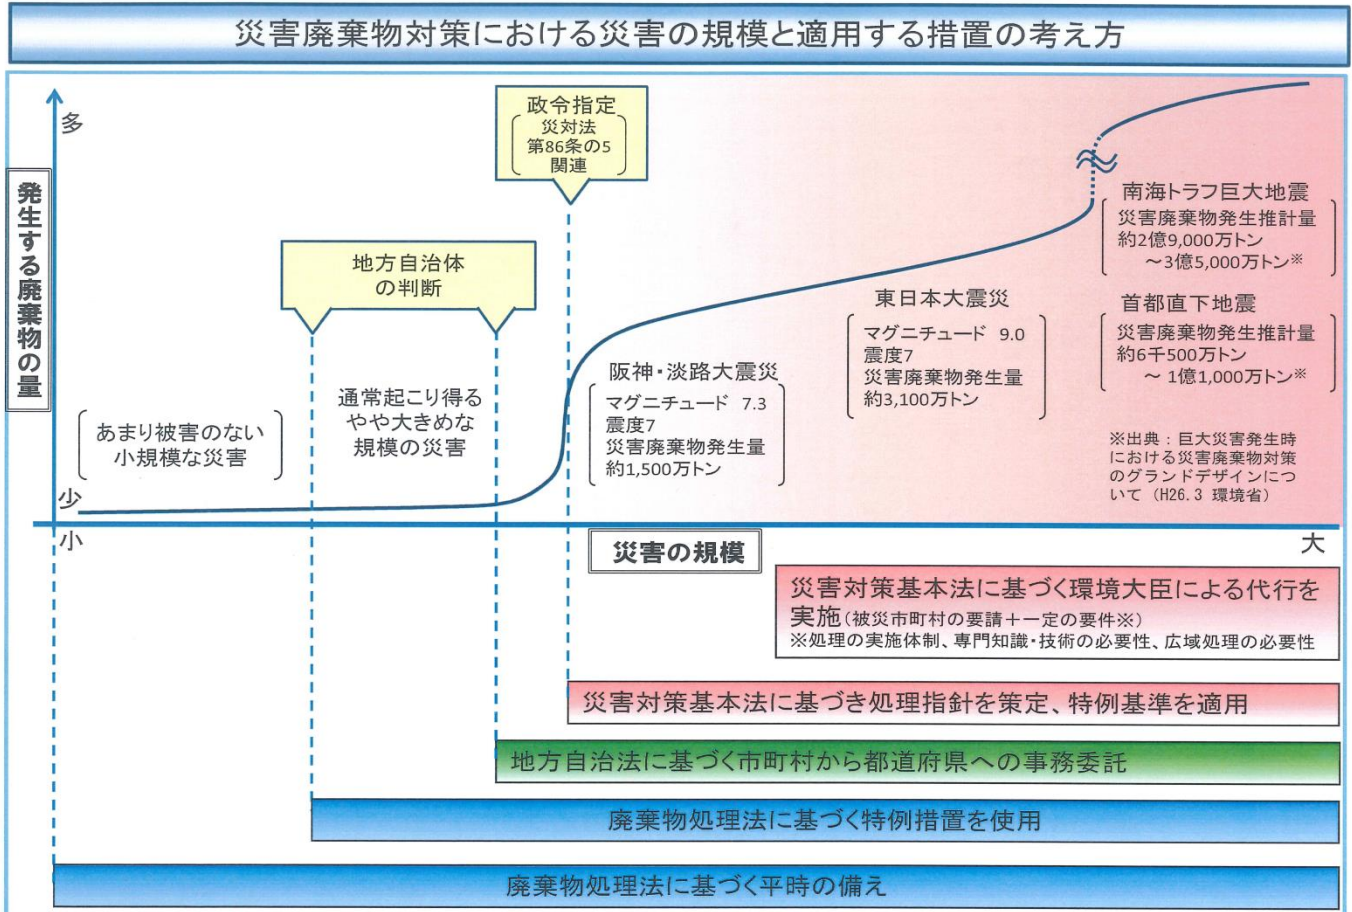 災害廃棄物対策における災害の規模と適用する措置の考え方
発生する廃棄物の量
多
少
小
政令指定
災対法
第86条の5
関連
地方自治体
の判断
あまり被害のない
小規模な災害
通常起こり得る
やや大きめな
規模の災害
阪神・淡路大震災
マグニチュード 7.3
震度7
災害廃棄物発生量
約1,500万トン
東日本大震災
マグニチュード 9.0
震度7
災害廃棄物発生量
約3,100万トン
南海トラフ巨大地震
災害廃棄物発生推計量
約2億9,000万トン
～3億5,000万トン※
首都直下地震
災害廃棄物発生推計量
約6千500万トン
～ 1億1,000万トン※
※出典：巨大災害発生時
における災害廃棄物対策
のグランドデザインにつ
いて（H26.3 環境省）
災害の規模
大
災害対策基本法に基づく環境大臣による代行を
実施（被災市町村の要請＋一定の要件※）
※処理の実施体制、専門知識・技術の必要性、広域処理の必要性
災害対策基本法に基づき処理指針を策定、特例基準を適用
地方自治法に基づく市町村から都道府県への事務委託
廃棄物処理法に基づく特例措置を使用
廃棄物処理法に基づく平時の備え